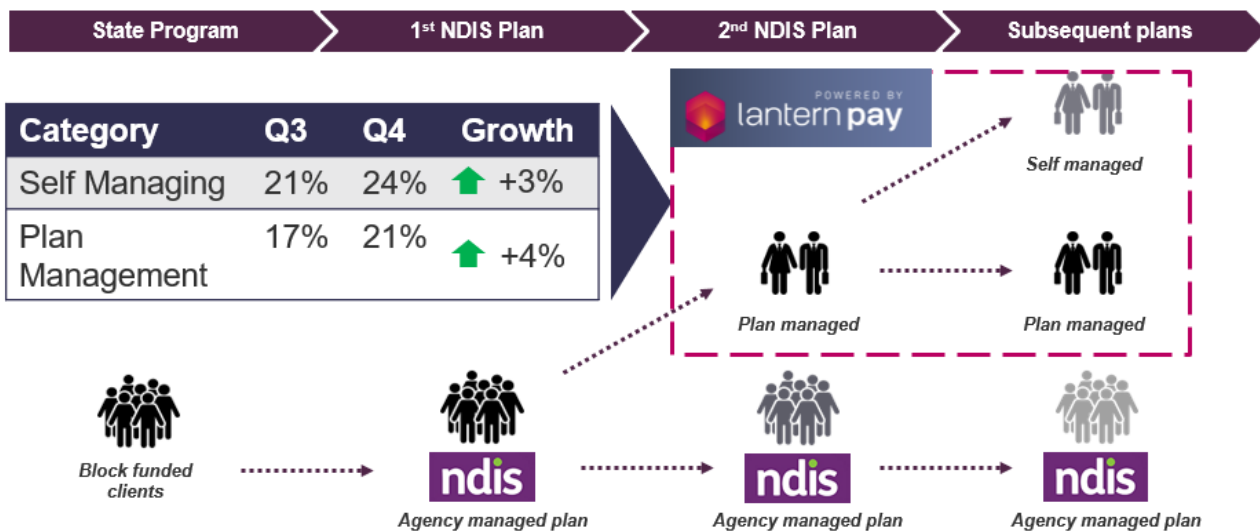 State Program
1st NDIS Plan
2nd NDIS Plan
Subsequent plans
POWERED BY
lanternpay
Category Q3 Q4 Growth
Self Managing 21% 24% +3%
Plan
Management 17% 21% +4%
Self managed
Plan managed
Plan managed
Block funded
clients
ndis
Agency managed plan
ndis
Agency managed plan
ndis
Agency managed plan